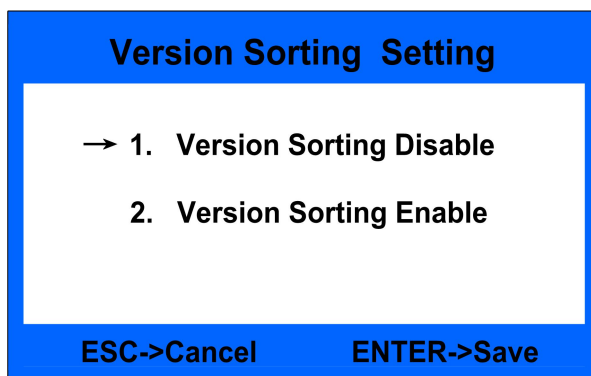 Version Sorting Setting
→ 1. Version Sorting Disable
2. Version Sorting Enable
ESC->Cancel ENTER->Save